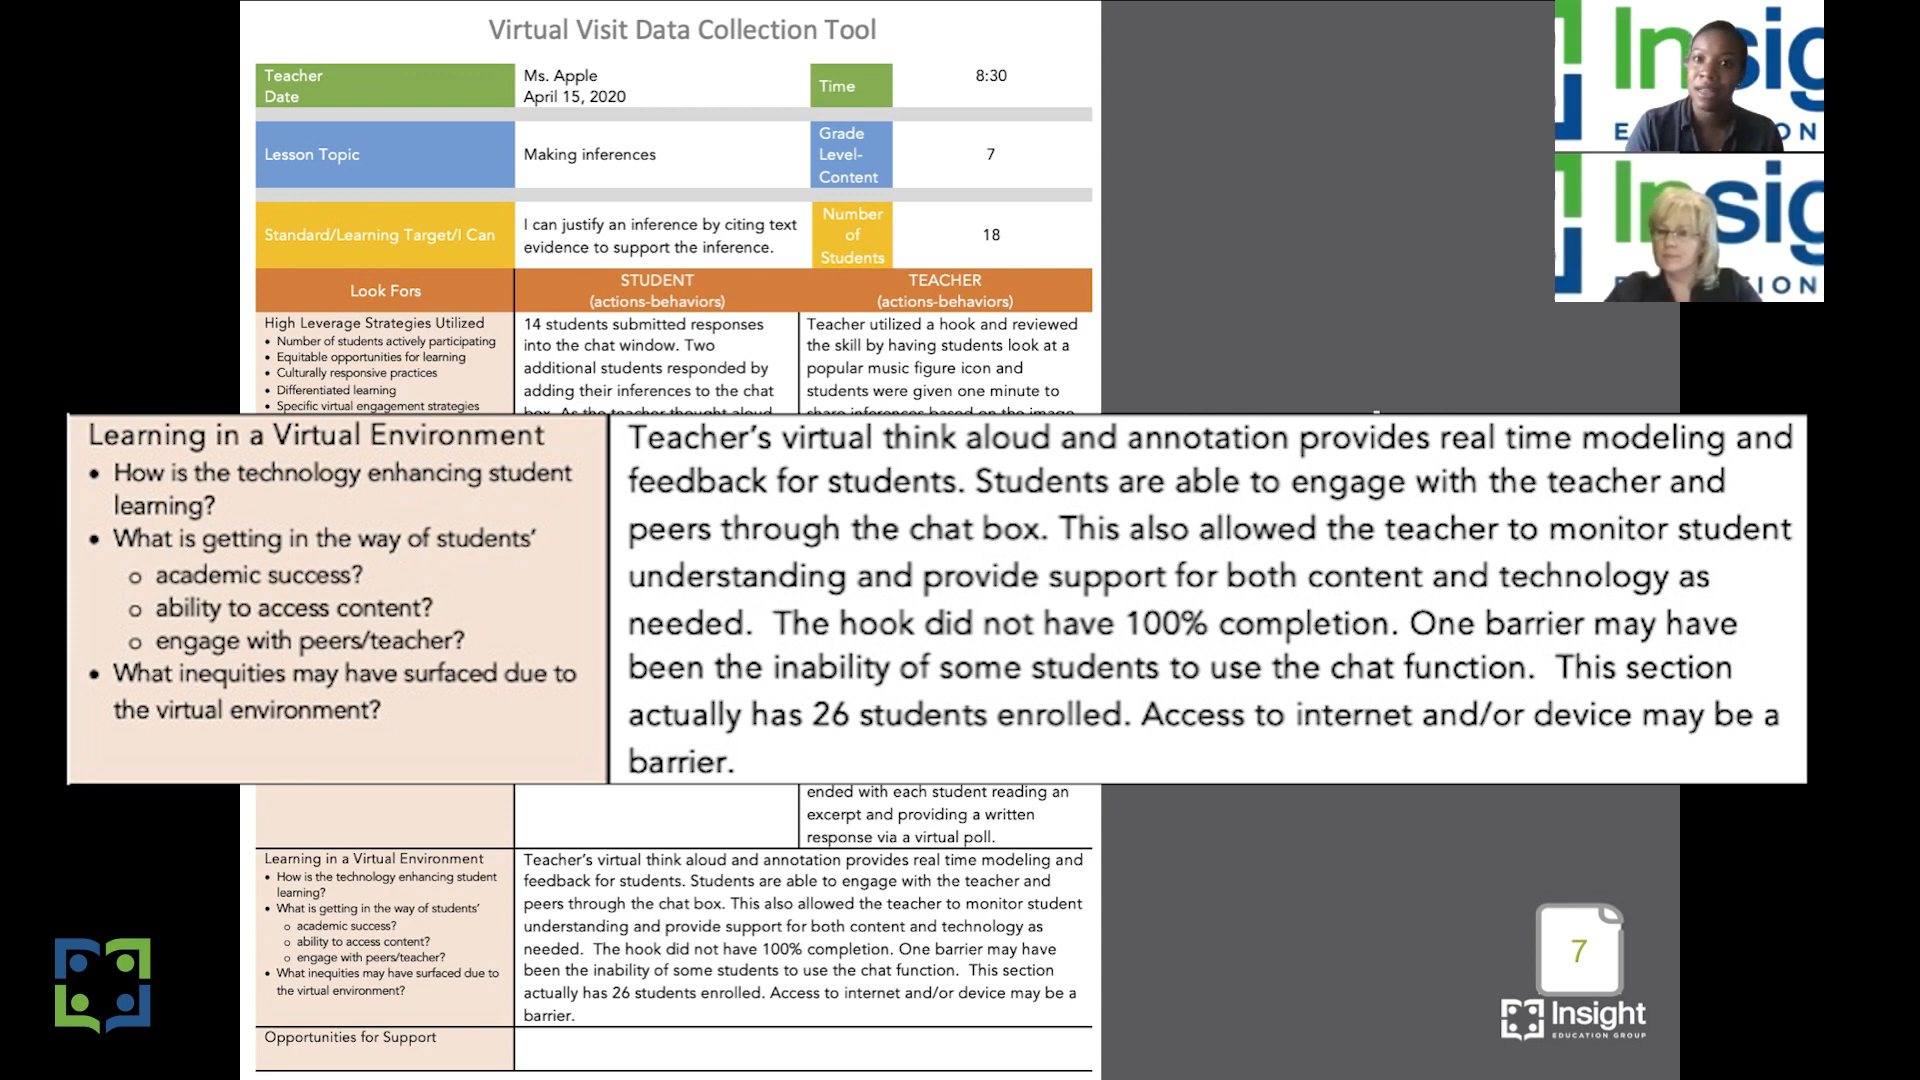 Virtual Visit Data Collection Tool
Teacher
Date
Ms. Apple
April 15, 2020
Time
8:30
Lesson Topic
Making inferences
Grade
Level-
Content
7
Standard/Learning Target/I Can
I can justify an inference by citing text
evidence to support the inference.
Number
of
Students
18
Look Fors
STUDENT
(actions-behaviors)
TEACHER
(actions-behaviors)
High Leverage Strategies Utilized
• Number of students actively participating
• Equitable opportunities for learning
• Culturally responsive practices
• Differentiated learning
• Specific virtual engagement strategies
14 students submitted responses
into the chat window. Two
additional students responded by
adding their inferences to the chat
box. As the teacher thought aloud
Teacher utilized a hook and reviewed
the skill by having students look at a
popular music figure icon and
students were given one minute to
share inferences based on the image
Learning in a Virtual Environment
• How is the technology enhancing student
learning?
• What is getting in the way of students'
o academic success?
o ability to access content?
o engage with peers/teacher?
• What inequities may have surfaced due to
the virtual environment?
Teacher's virtual think aloud and annotation provides real time modeling and
feedback for students. Students are able to engage with the teacher and
peers through the chat box. This also allowed the teacher to monitor student
understanding and provide support for both content and technology as
needed.  The hook did not have 100% completion. One barrier may have
been the inability of some students to use the chat function.  This section
actually has 26 students enrolled. Access to internet and/or device may be a
barrier.
ended with each student reading an
excerpt and providing a written
response via a virtual poll.
Learning in a Virtual Environment
• How is the technology enhancing student
learning?
• What is getting in the way of students'
o academic success?
o ability to access content?
o engage with peers/teacher?
• What inequities may have surfaced due to
the virtual environment?
Teacher's virtual think aloud and annotation provides real time modeling and
feedback for students. Students are able to engage with the teacher and
peers through the chat box. This also allowed the teacher to monitor student
understanding and provide support for both content and technology as
needed.  The hook did not have 100% completion. One barrier may have
been the inability of some students to use the chat function.  This section
actually has 26 students enrolled. Access to internet and/or device may be a
barrier.
Opportunities for Support
7
Insight
EDUCATION GROUP